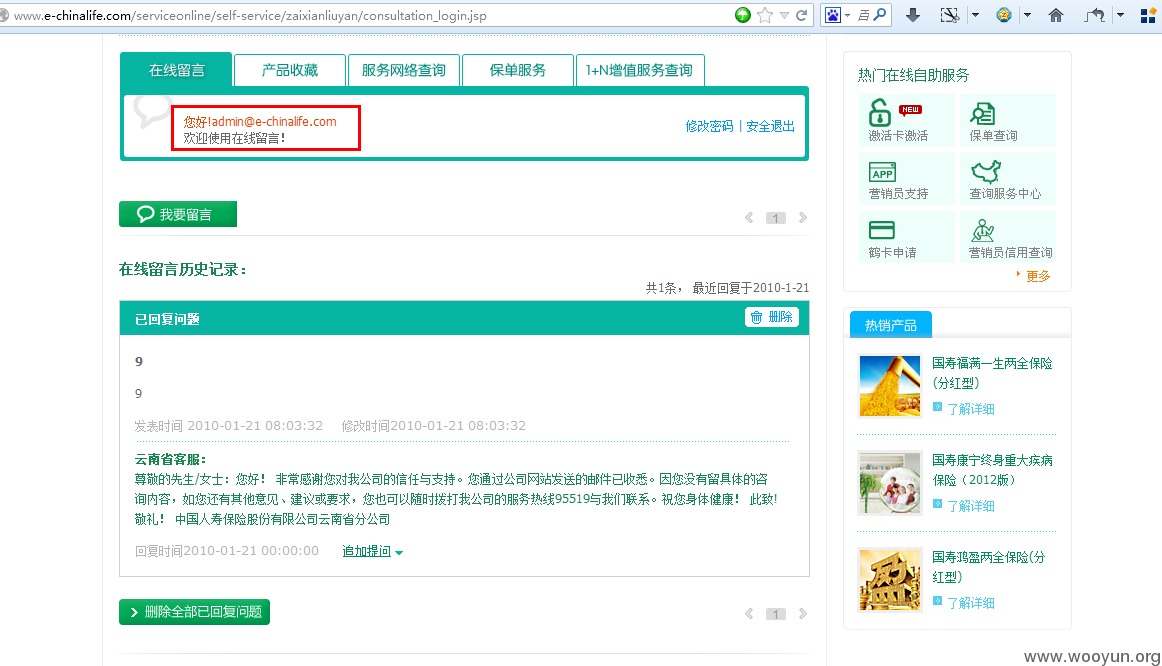 www.e-chinalife.com/serviceonline/self-service/zaixianliuyan/consultation_login.jsp
在线留言
产品收藏
服务网络查询
保单服务
1+N增值服务查询
您好!admin@e-chinalife.com
欢迎使用在线留言!
修改密码 | 安全退出
我要留言
1
在线留言历史记录:
共1条, 最近回复于2010-1-21
已回复问题
删除
9
9
发表时间 2010-01-21 08:03:32 修改时间2010-01-21 08:03:32
云南省客服:
尊敬的先生/女士:您好! 非常感谢您对我公司的信任与支持。您通过公司网站发送的邮件已收悉。因您没有留具体的咨
询内容,如您还有其他意见、建议或要求,您也可以随时拨打我公司的服务热线95519与我们联系。祝您身体健康! 此致!
敬礼! 中国人寿保险股份有限公司云南省分公司
回复时间2010-01-21 00:00:00 追加提问
删除全部已回复问题
1
热门在线自助服务
NEW
激活卡激活
保单查询
APP
营销员支持
查询服务中心
鹤卡申请
营销员信用查询
更多
热销产品
国寿福满一生两全保险
(分红型)
了解详细
国寿康宁终身重大疾病
保险(2012版)
了解详细
国寿鸿盈两全保险(分
红型)
了解详细
www.wooyun.org